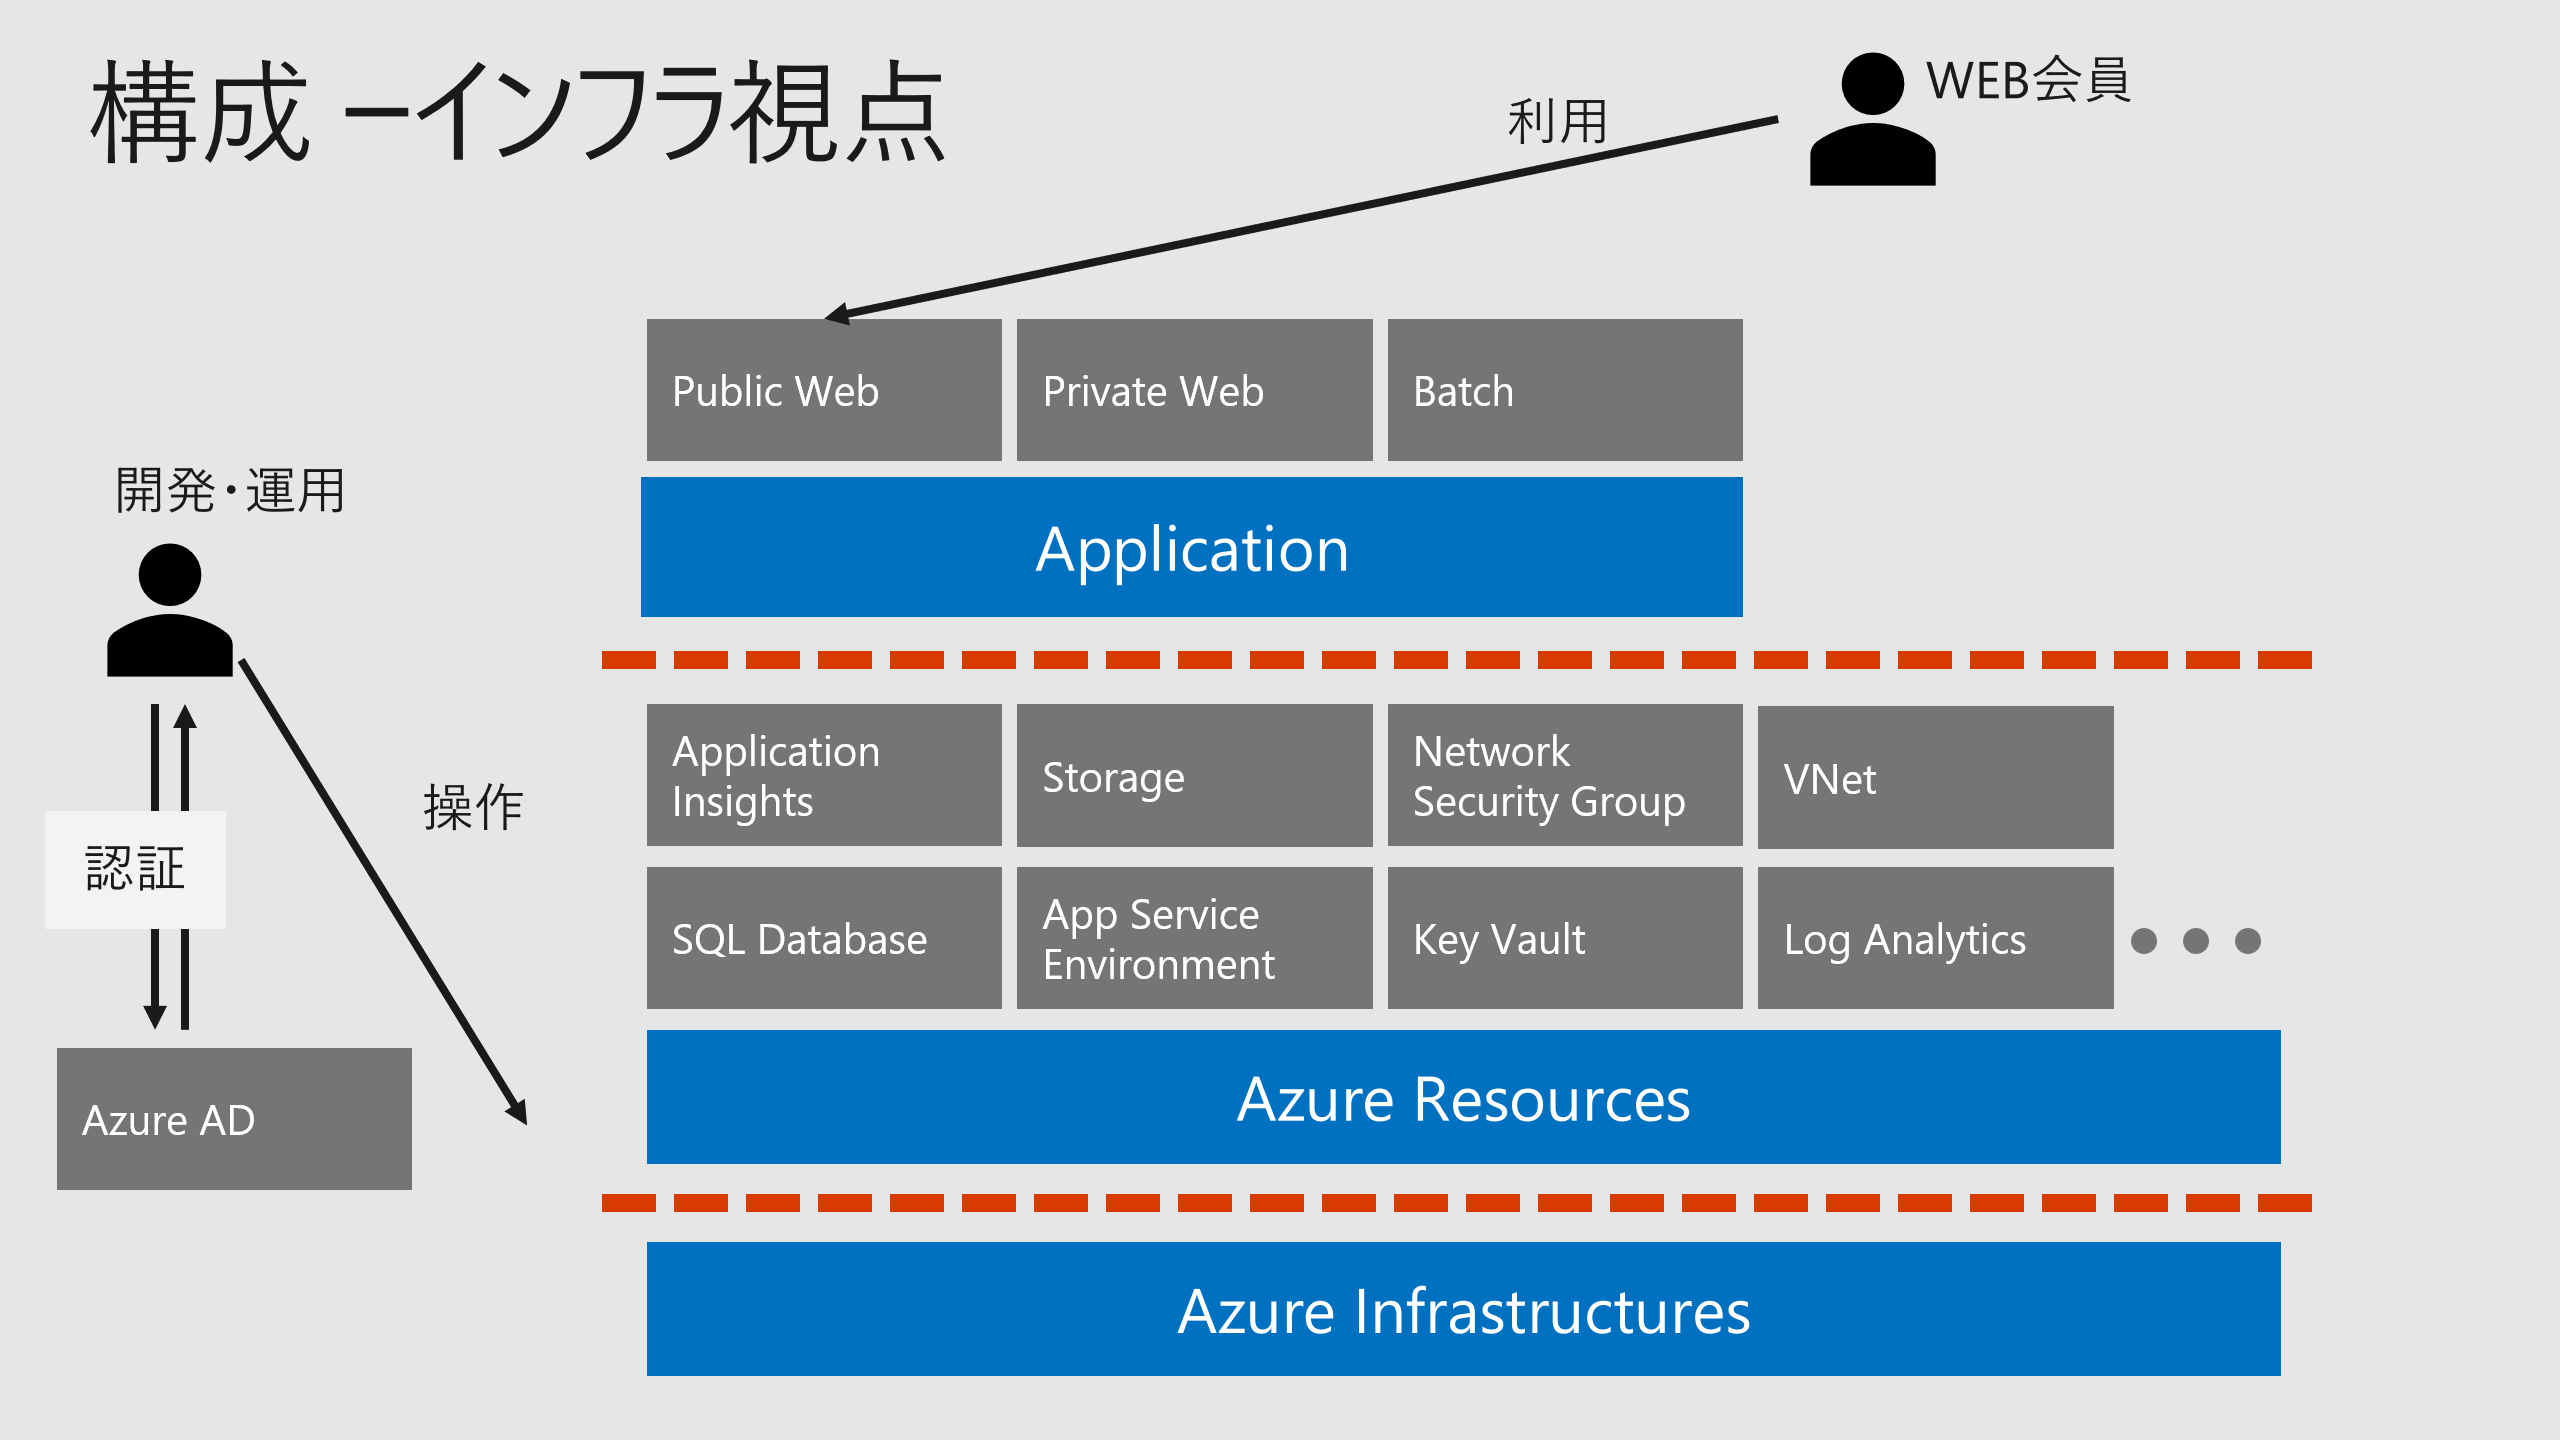 構成 −インフラ視点
WEB会員
利用
Public Web
Private Web
Batch
Application
開発・運用
操作
認証
Azure AD
Application
Insights
Storage
Network
Security Group
VNet
SQL Database
App Service
Environment
Key Vault
Log Analytics
Azure Resources
Azure Infrastructures